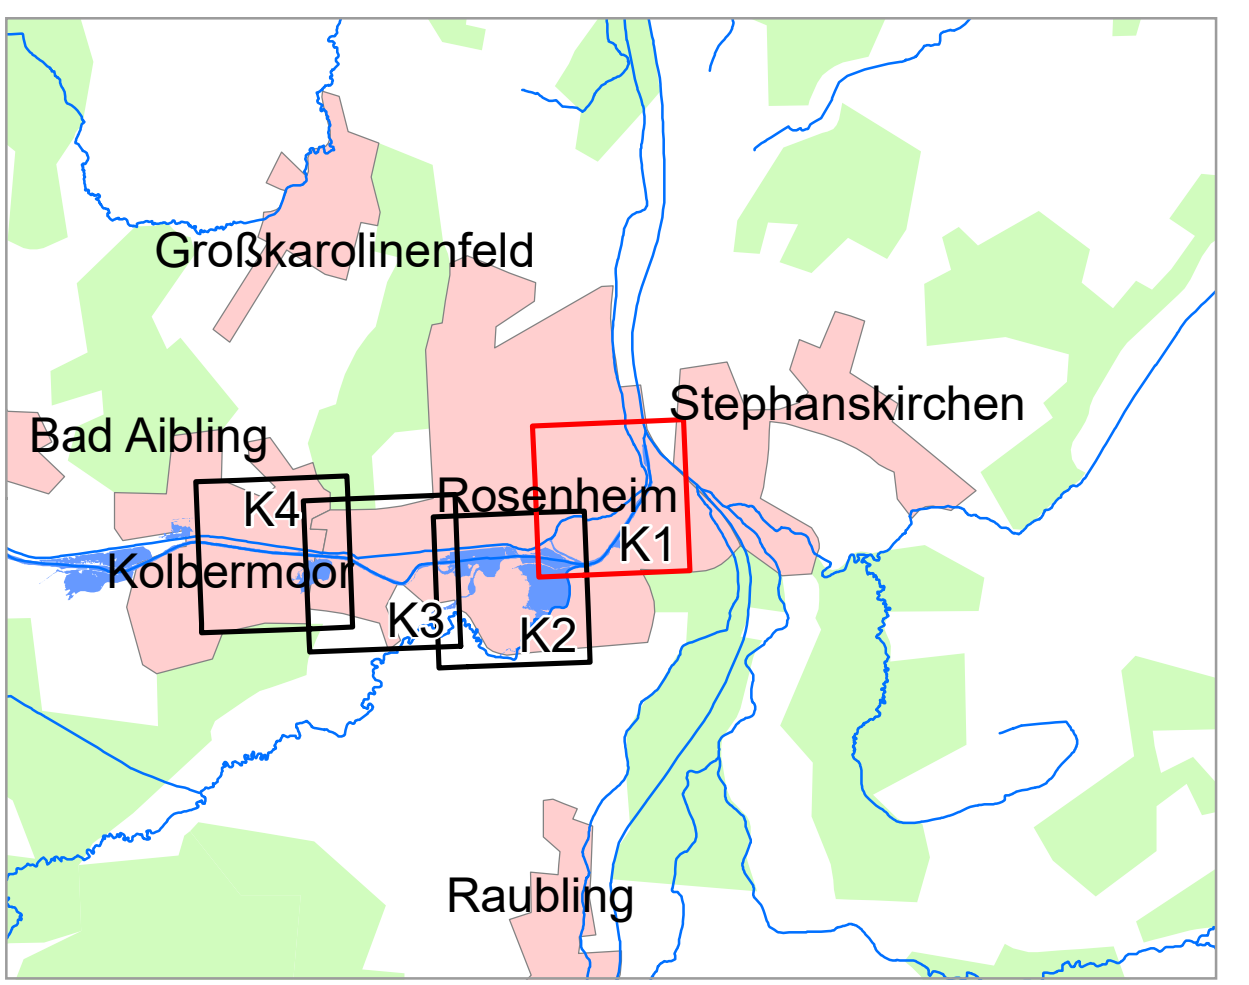 Großkarolinenfeld
Stephanskirchen
Bad Aibling
Rosenheim
K4
K1
Kolbermoor
K3
K2
Raubling